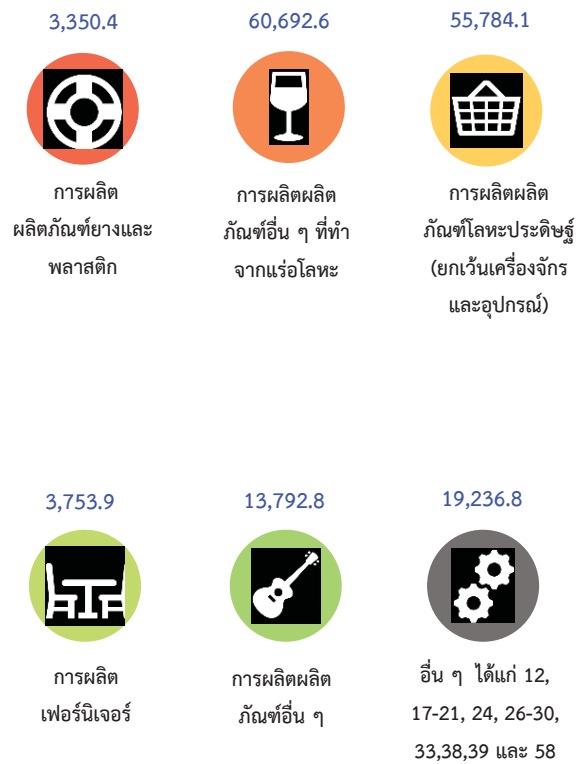 3,350.4
60,692.6
55,784.1
การผลิต
ผลิตภัณฑ์ยางและ
พลาสติก
การผลิตผลิต
ภัณฑ์อื่น ๆ ที่ทำ
จากแร่อโลหะ
การผลิตผลิต
ภัณฑ์โลหะประดิษฐ์
(ยกเว้นเครื่องจักร
และอุปกรณ์)
3,753.9
13,792.8
19,236.8
การผลิต
เฟอร์นิเจอร์
การผลิตผลิต
ภัณฑ์อื่น ๆ
อื่น ๆ ได้แก่ 12,
17-21, 24, 26-30,
33,38,39 และ 58